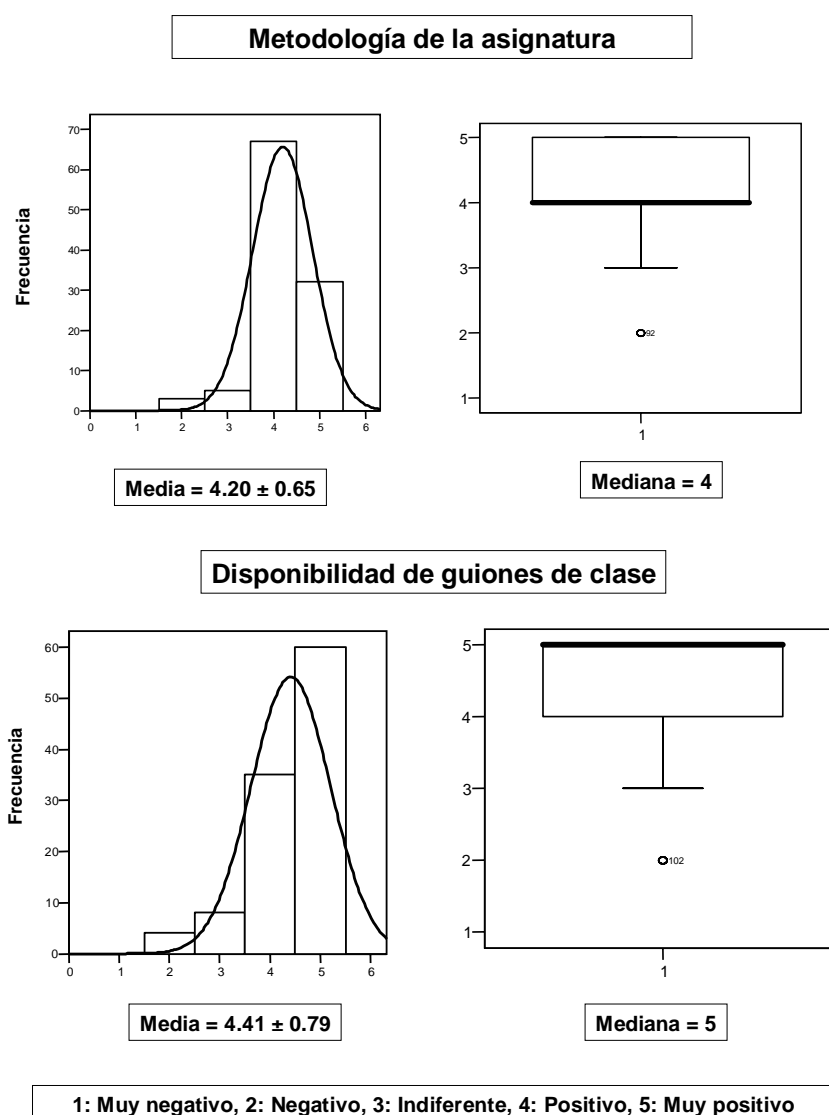 Metodología de la asignatura
Frecuencia
70
60
50
40
30
20
10
0
0 1 2 3 4 5 6
5
4
3
2
1
92
1
Media = 4.20 ± 0.65
Mediana = 4
Disponibilidad de guiones de clase
Frecuencia
60
50
40
30
20
10
0
0 1 2 3 4 5 6
5
4
3
2
1
102
1
Media = 4.41 ± 0.79
Mediana = 5
1: Muy negativo, 2: Negativo, 3: Indiferente, 4: Positivo, 5: Muy positivo